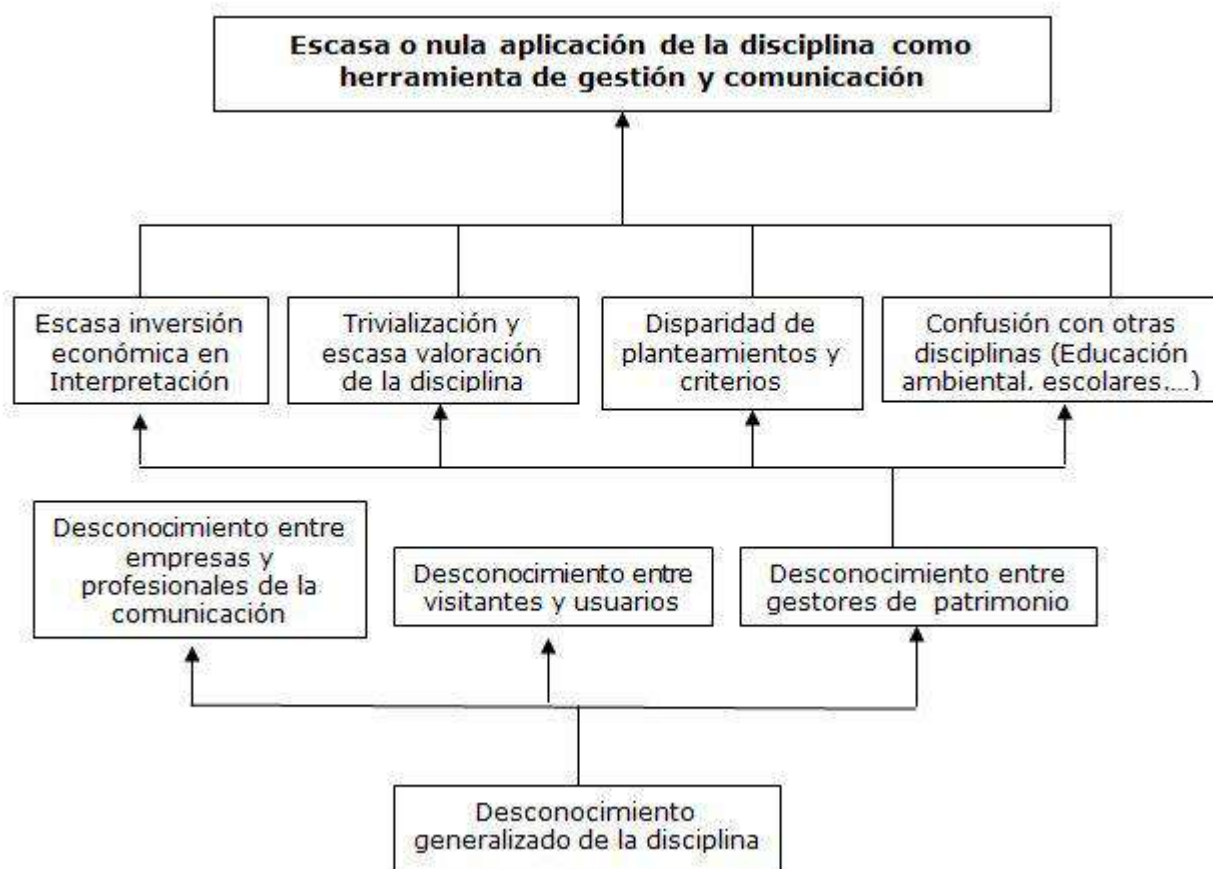 Escasa o nula aplicación de la disciplina como
herramienta de gestión y comunicación
Escasa inversión
económica en
Interpretación
Trivialización y
escasa valoración
de la disciplina
Disparidad de
planteamientos y
criterios
Confusión con otras
disciplinas (Educación
ambiental, escolares,...)
Desconocimiento entre
empresas y
profesionales de la
comunicación
Desconocimiento entre
visitantes y usuarios
Desconocimiento entre
gestores de patrimonio
Desconocimiento
generalizado de la disciplina